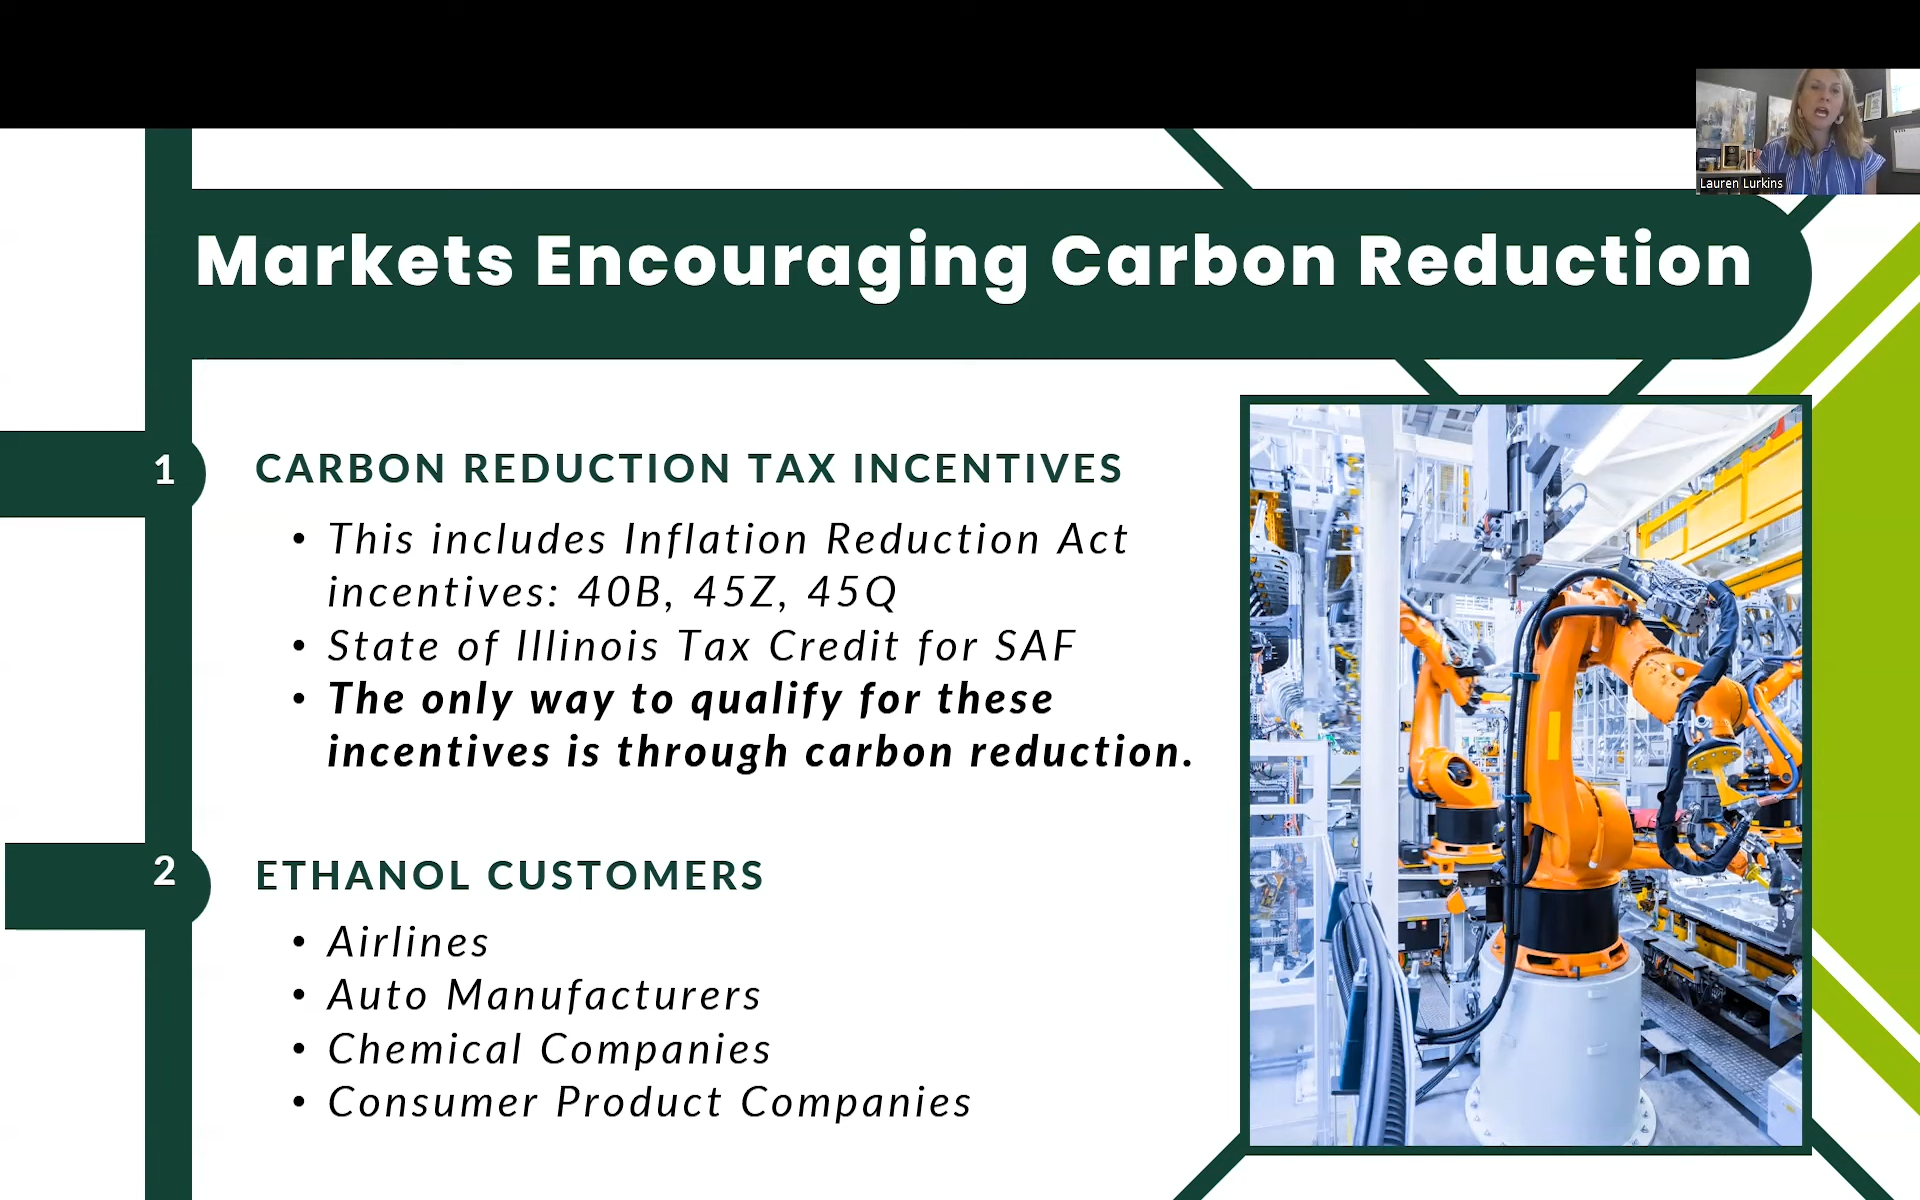 Lauren Lurkins
Markets Encouraging Carbon Reduction
1
CARBON REDUCTION TAX INCENTIVES
• This includes Inflation Reduction Act
incentives: 40B, 45Z, 45Q
• State of Illinois Tax Credit for SAF
• The only way to qualify for these
incentives is through carbon reduction.
2
ETHANOL CUSTOMERS
• Airlines
• Auto Manufacturers
• Chemical Companies
• Consumer Product Companies